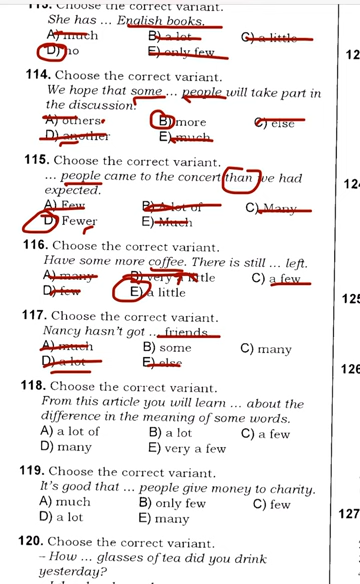 113. Choose the correct variant.
She has ... English books.
A) much B) a lot C) a little
D) no E) only few
114. Choose the correct variant.
We hope that some ... people will take part in
the discussion.
A) others B) more C) else
D) another E) much
115. Choose the correct variant.
... people came to the concert than we had
expected.
A) Few B) A lot of C) Many
D) Fewer E) Much
116. Choose the correct variant.
Have some more coffee. There is still ... left.
A) many B) very little C) a few
D) few E) a little
117. Choose the correct variant.
Nancy hasn't got ... friends.
A) much B) some C) many
D) a lot E) else
118. Choose the correct variant.
From this article you will learn ... about the
difference in the meaning of some words.
A) a lot of B) a lot C) a few
D) many E) very a few
119. Choose the correct variant.
It's good that ... people give money to charity.
A) much B) only few C) few
D) a lot E) many
120. Choose the correct variant.
– How ... glasses of tea did you drink
yesterday?
12
124
125
126
127